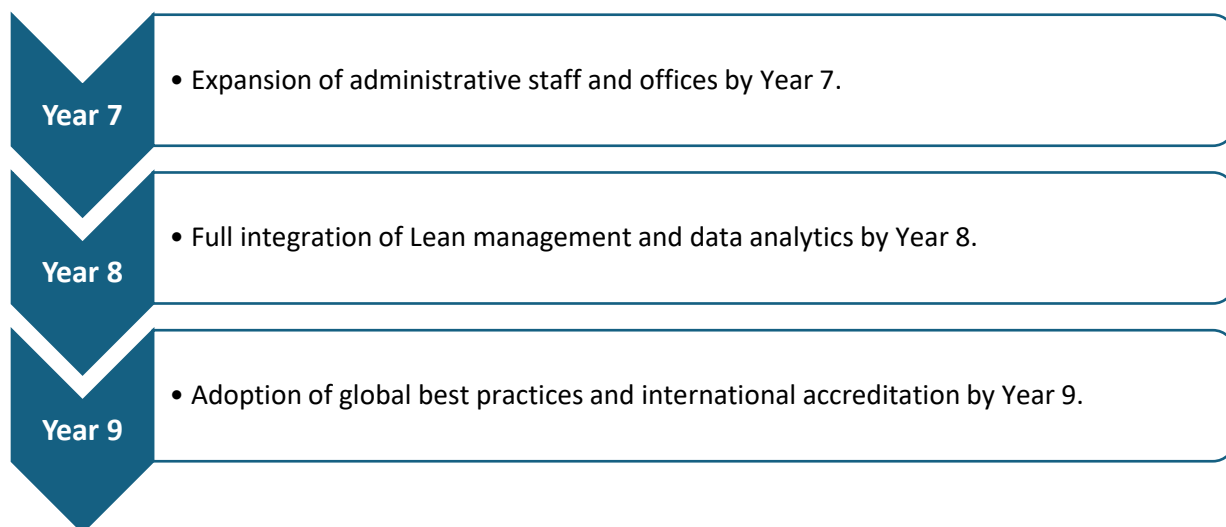 Year 7
• Expansion of administrative staff and offices by Year 7.
Year 8
• Full integration of Lean management and data analytics by Year 8.
Year 9
• Adoption of global best practices and international accreditation by Year 9.